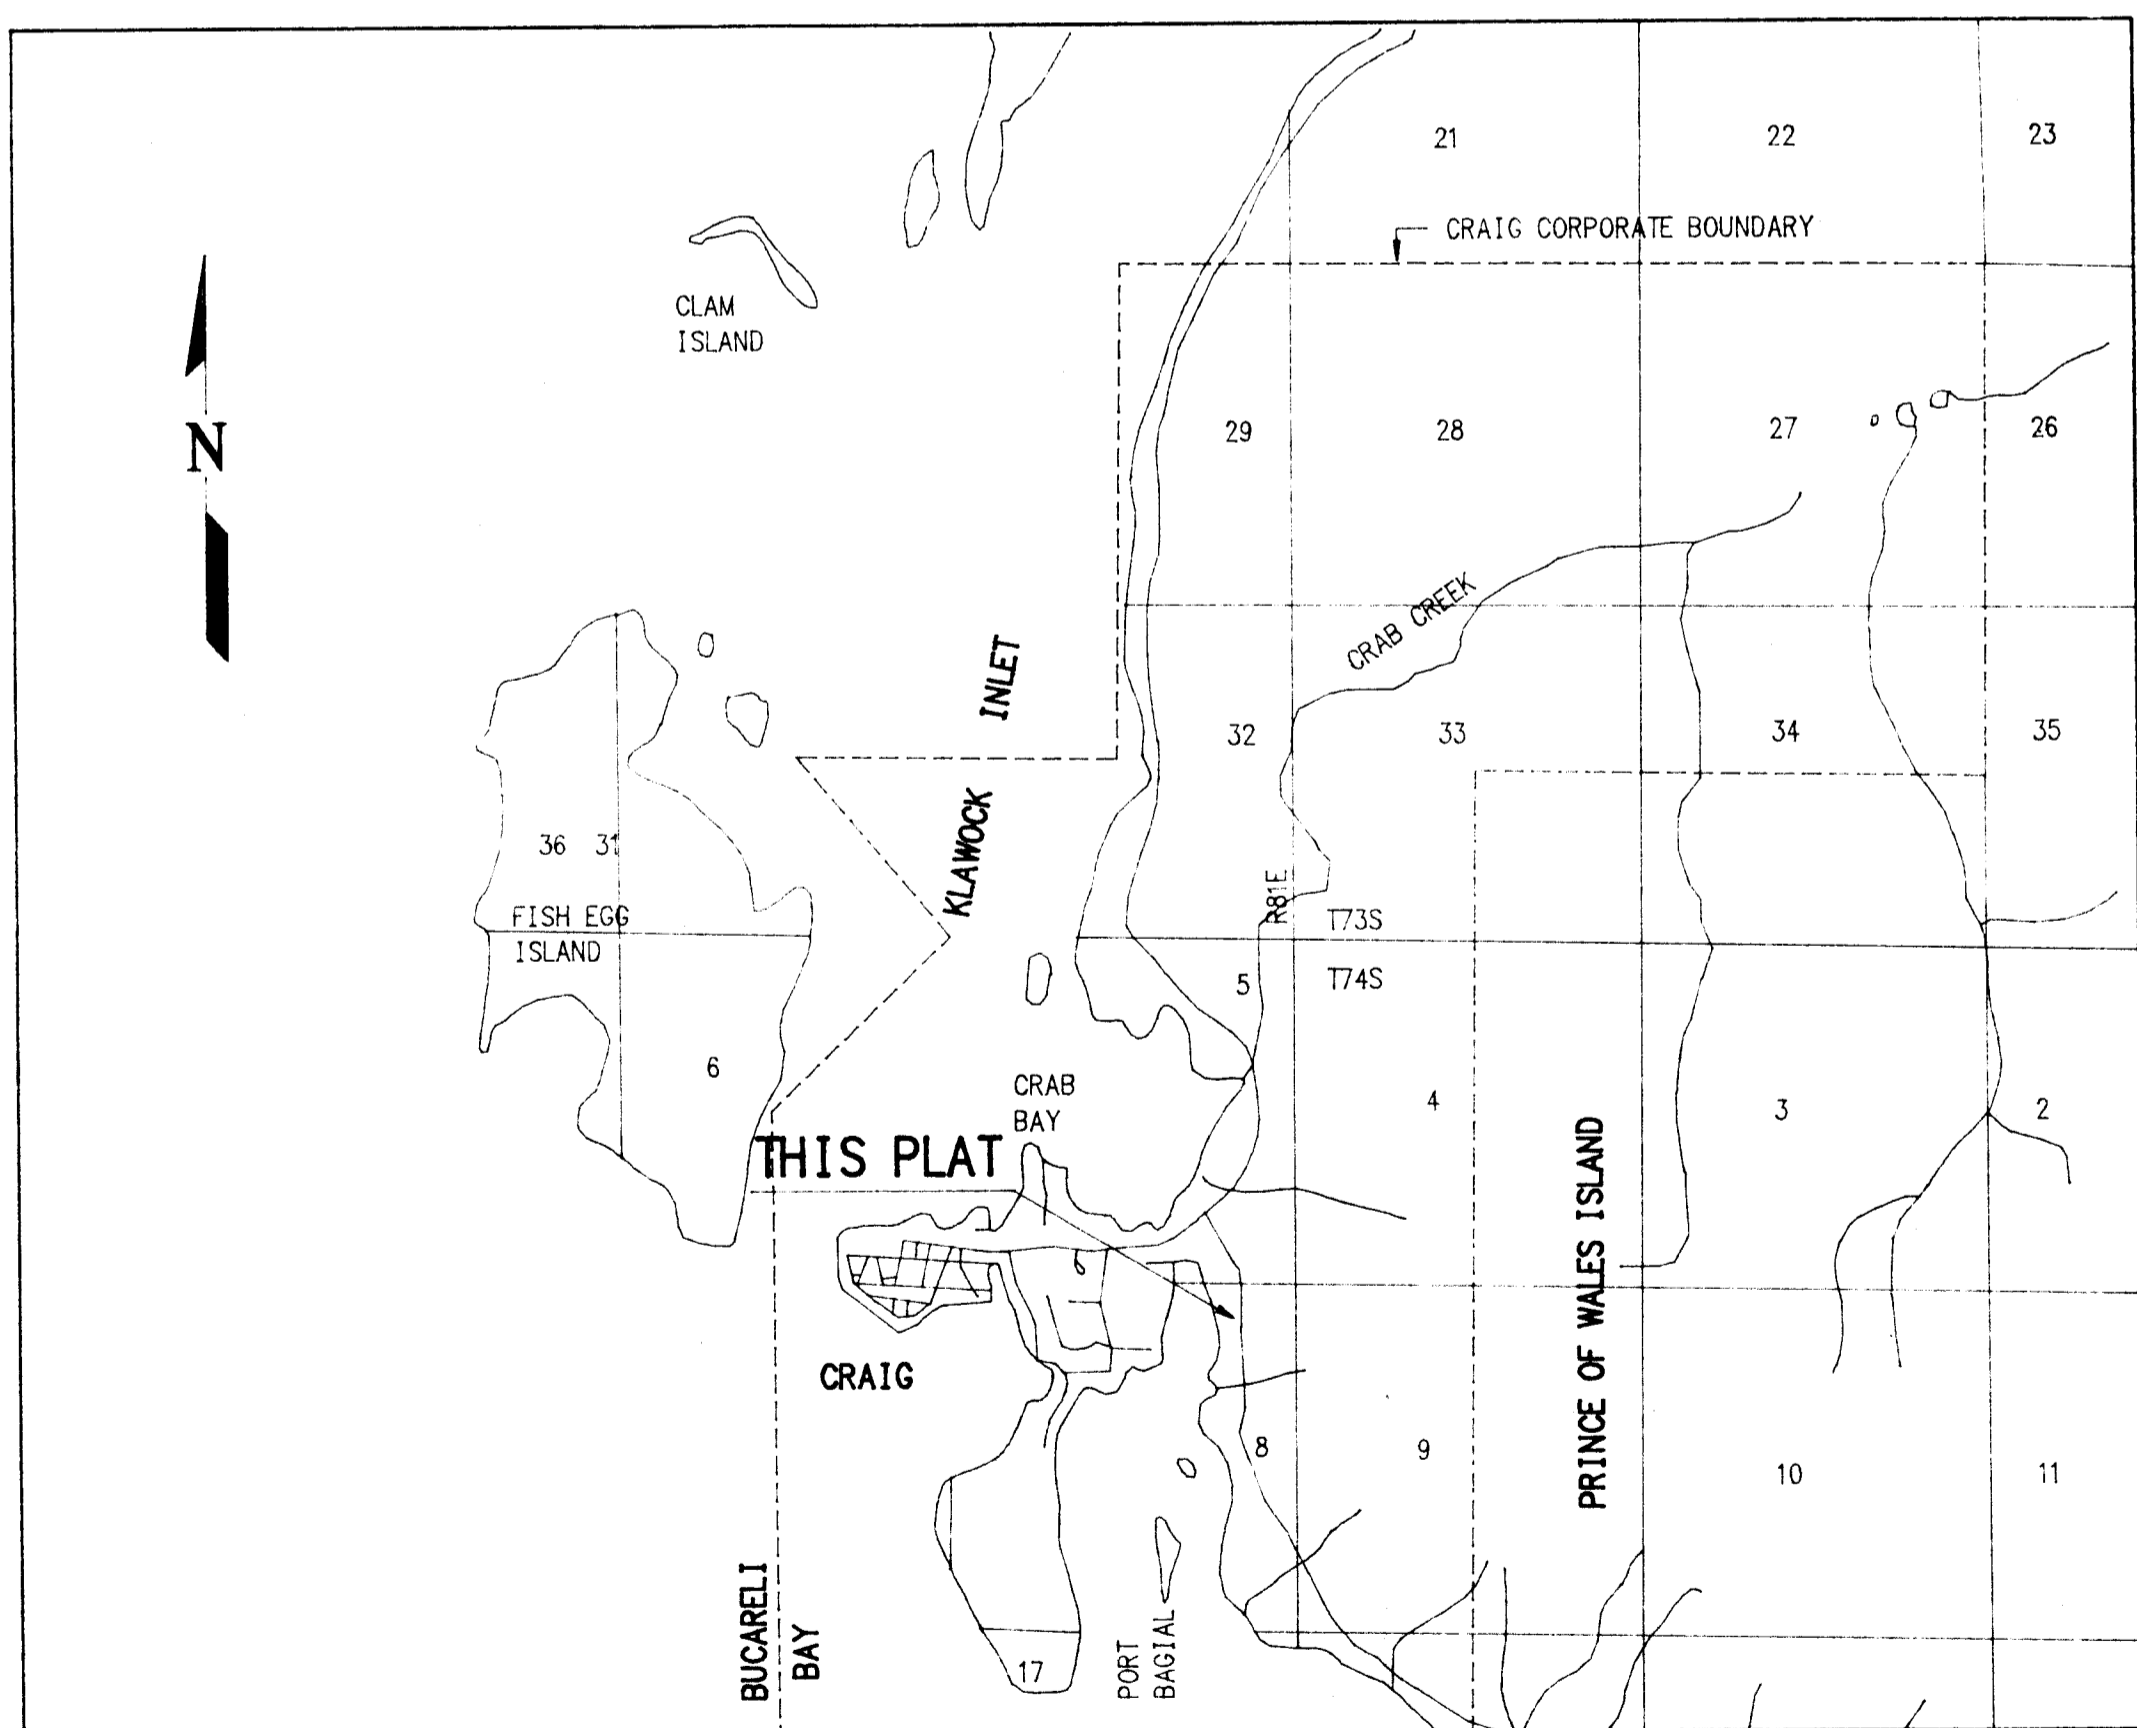 21
22
23
CRAIG CORPORATE BOUNDARY
CLAM
ISLAND
N
29
28
27
26
CRAB CREEK
KLAWOCK INLET
32
33
34
35
36
31
FISH EGG
ISLAND
R81E
T73S
T74S
5
6
4
3
2
CRAB
BAY
THIS PLAT
PRINCE OF WALES ISLAND
CRAIG
8
9
10
11
BUCARELI
BAY
17
PORT
BAGIAL